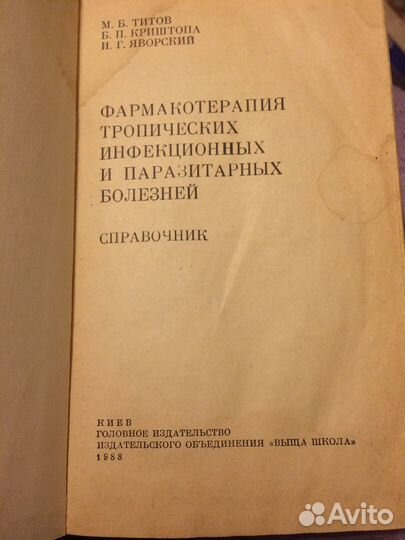 М. Б. ТИТОВ
Б. П. КРИШТОПА
И. Г. ЯВОРСКИЙ
ФАРМАКОТЕРАПИЯ
ТРОПИЧЕСКИХ
ИНФЕКЦИОННЫХ
И ПАРАЗИТАРНЫХ
БОЛЕЗНЕЙ
СПРАВОЧНИК
КИЕВ
ГОЛОВНОЕ ИЗДАТЕЛЬСТВО
ИЗДАТЕЛЬСКОГО ОБЪЕДИНЕНИЯ «ВЫЩА ШКОЛА»
1988
Avito